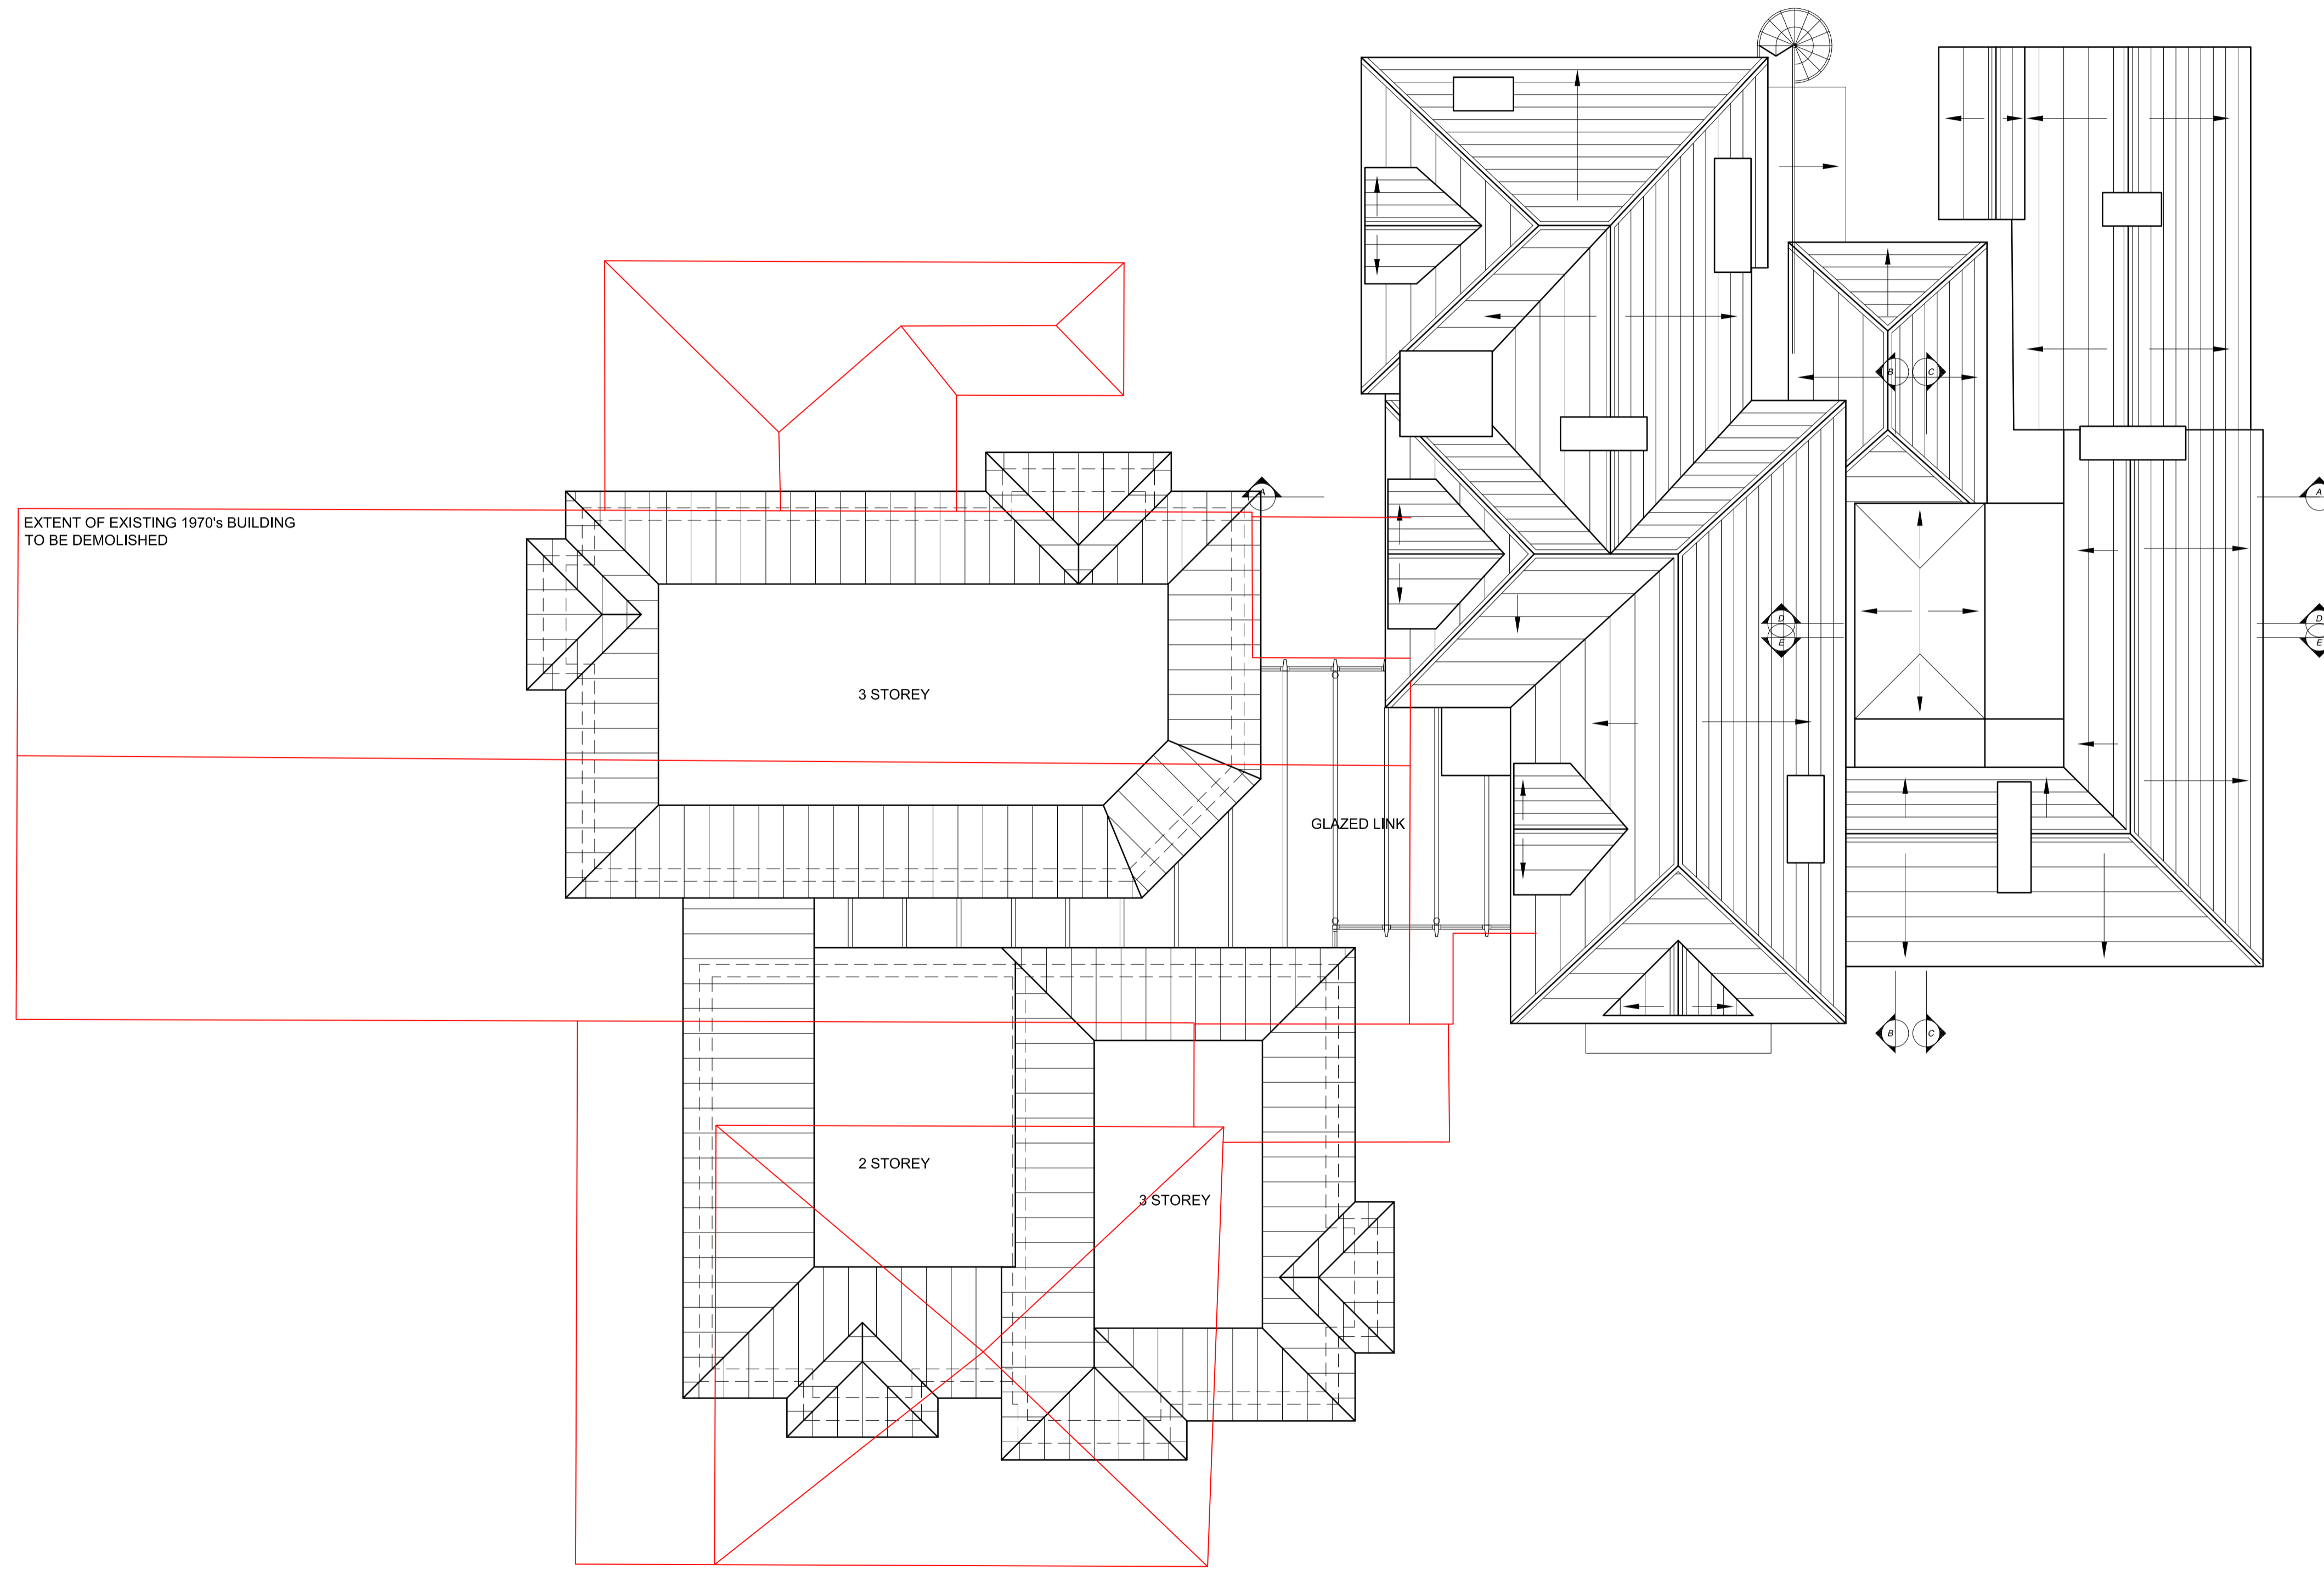 B
C
A
A
EXTENT OF EXISTING 1970's BUILDING
TO BE DEMOLISHED
D
D
E
E
3 STOREY
GLAZED LINK
B
C
2 STOREY
3 STOREY